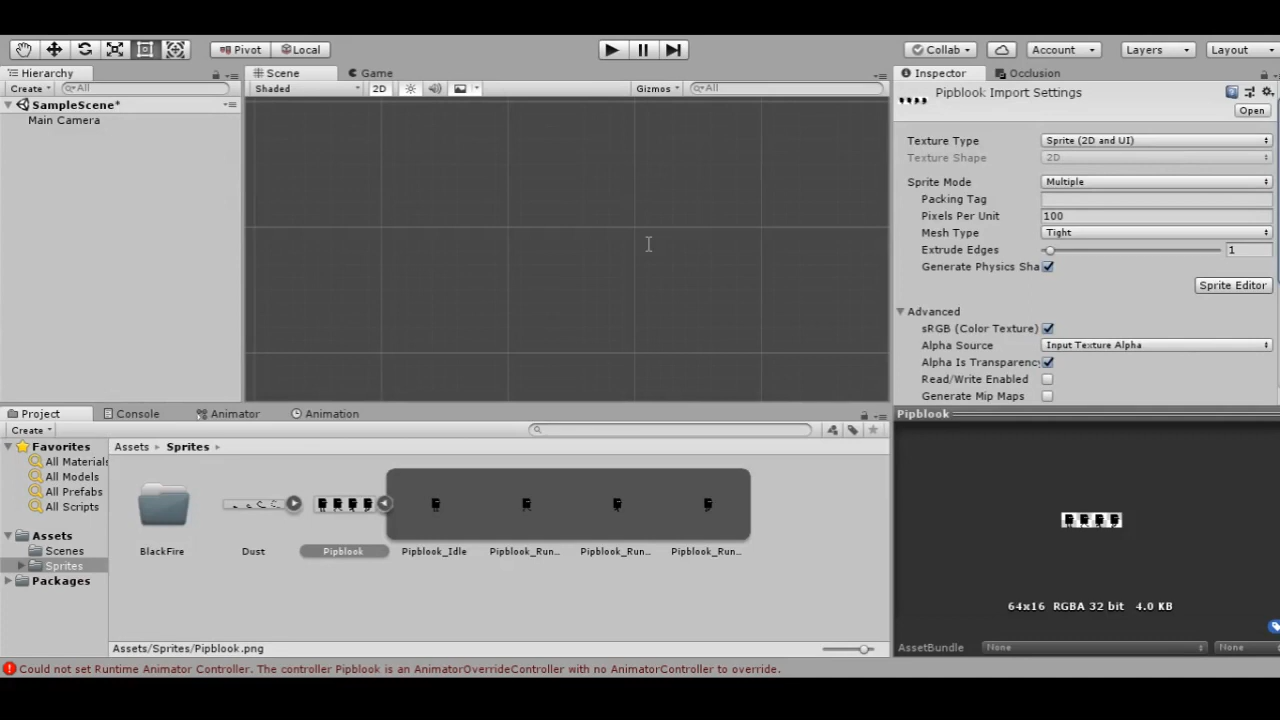 Pivot Local Collab Account Layers Layout
Hierarchy Scene Game Inspector Occlusion
Create All Shaded 2D Gizmos All
Pipblook Import Settings
Open
SampleScene*
Main Camera
Texture Type Sprite (2D and UI)
Texture Shape 2D
Sprite Mode Multiple
Packing Tag
Pixels Per Unit 100
Mesh Type Tight
Extrude Edges 1
Generate Physics Sha
Sprite Editor
Advanced
sRGB (Color Texture)
Alpha Source Input Texture Alpha
Alpha Is Transparency
Read/Write Enabled
Generate Mip Maps
Project Console Animator Animation
Create
Favorites
All Materials
All Models
All Prefabs
All Scripts
Assets
Scenes
Sprites
Packages
Assets Sprites
BlackFire Dust Pipblook Pipblook_Idle Pipblook_Run... Pipblook_Run... Pipblook_Run...
Assets/Sprites/Pipblook.png
Pipblook
64x16 RGBA 32 bit 4.0 KB
AssetBundle None None
Could not set Runtime Animator Controller. The controller Pipblook is an AnimatorOverrideController with no AnimatorController to override.